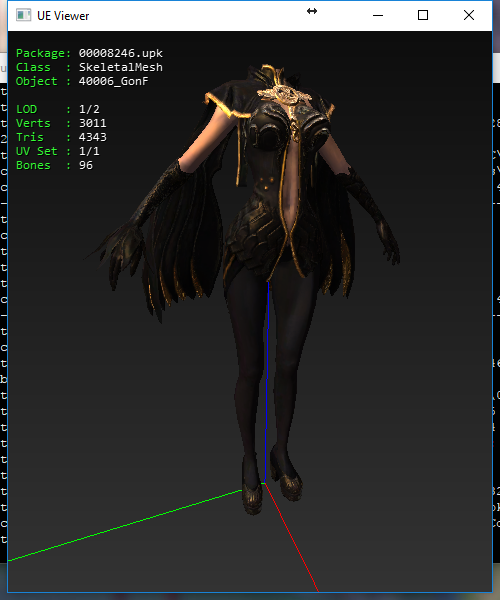 UE Viewer
Package: 00008246.upk
Class : SkeletalMesh
Object : 40006_GonF
LOD : 1/2
Verts : 3011
Tris : 4343
UV Set : 1/1
Bones : 96